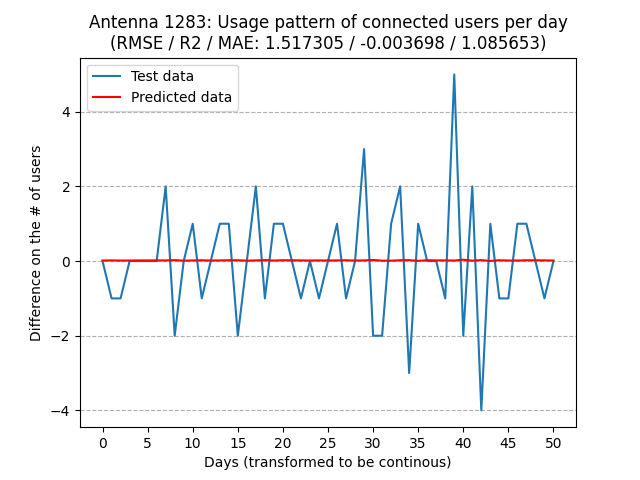 Antenna 1283: Usage pattern of connected users per day
(RMSE / R2 / MAE: 1.517305 / -0.003698 / 1.085653)
Test data
Predicted data
4
2
0
−2
−4
Difference on the # of users
0 5 10 15 20 25 30 35 40 45 50
Days (transformed to be continous)